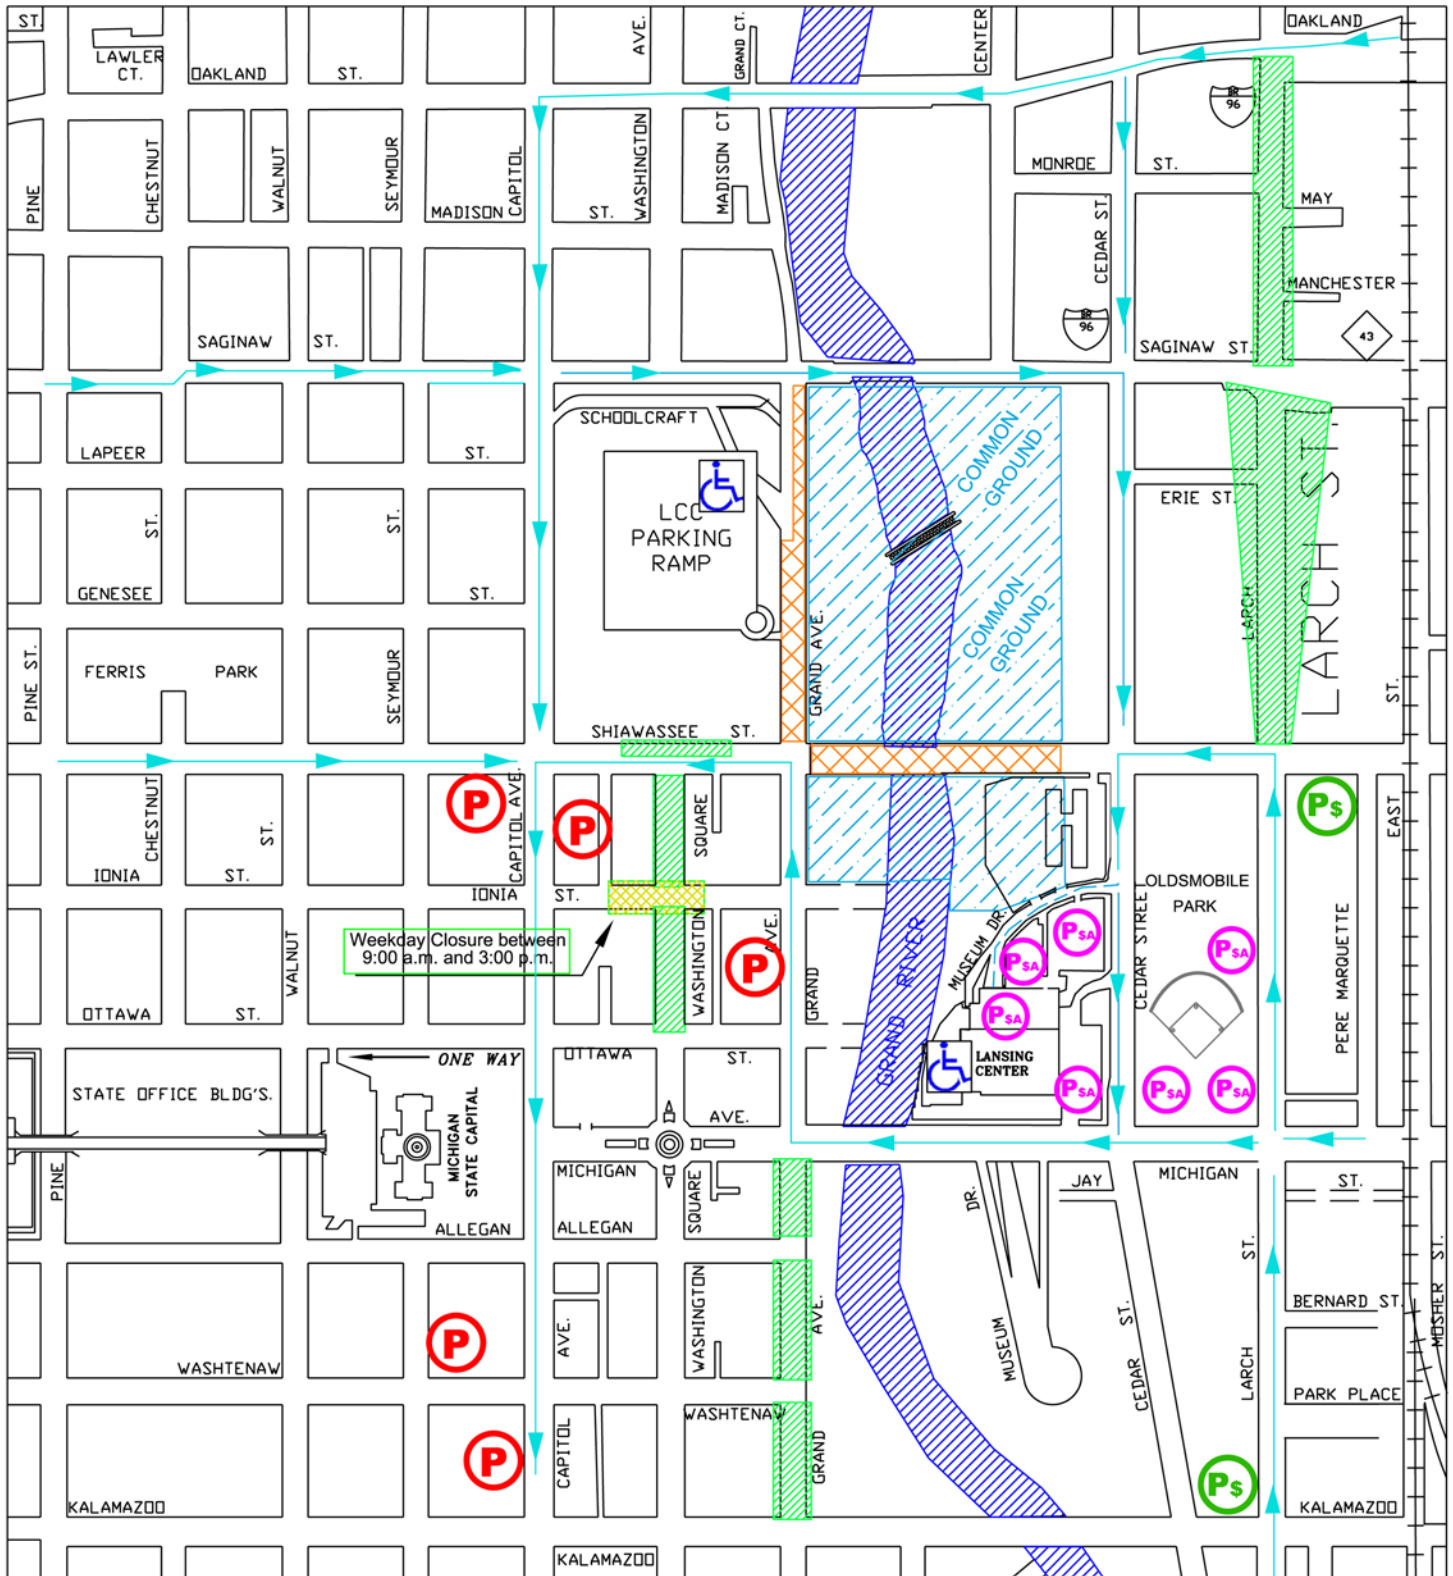 ST.
LAWLER
CT.
OAKLAND
ST.
AVE.
GRAND CT.
CENTER
OAKLAND
BR
96
PINE
CHESTNUT
WALNUT
SEYMOUR
MADISON
CAPITOL
ST.
WASHINGTON
MADISON CT.
MONROE
ST.
CEDAR ST.
MAY
MANCHESTER
BR
96
SAGINAW
ST.
SAGINAW ST.
43
SCHOOLCRAFT
LAPEER
ST.
LCC
PARKING
RAMP
COMMON
GROUND
ERIE ST.
LARCH ST.
ST.
ST.
GENESEE
ST.
COMMON
GROUND
LARCH
GRAND AVE.
FERRIS
PARK
PINE ST.
SEYMOUR
SHIAWASSEE
ST.
ST.
CHESTNUT
ST.
P
CAPITOL AVE.
P
SQUARE
P$
EAST
IONIA
ST.
IONIA
ST.
OLDSMOBILE
PARK
Weekday Closure between
9:00 a.m. and 3:00 p.m.
WALNUT
WASHINGTON
AVE.
P
GRAND
GRAND RIVER
MUSEUM DR.
P$A
P$A
P$A
CEDAR STREET
P$A
PERE MARQUETTE
OTTAWA
ST.
OTTAWA
ST.
ONE WAY
LANSING
CENTER
P$A
P$A
P$A
STATE OFFICE BLDG'S.
MICHIGAN
STATE CAPITAL
AVE.
PINE
MICHIGAN
SQUARE
DR.
JAY
MICHIGAN
ST.
ALLEGAN
ALLEGAN
ST.
WASHINGTON
AVE.
AVE.
MUSEUM
ST.
CEDAR
LARCH
BERNARD ST.
MOSHER ST.
P
WASHTENAW
PARK PLACE
WASHTENAW
P
CAPITOL
GRAND
P$
KALAMAZOO
KALAMAZOO
KALAMAZOO